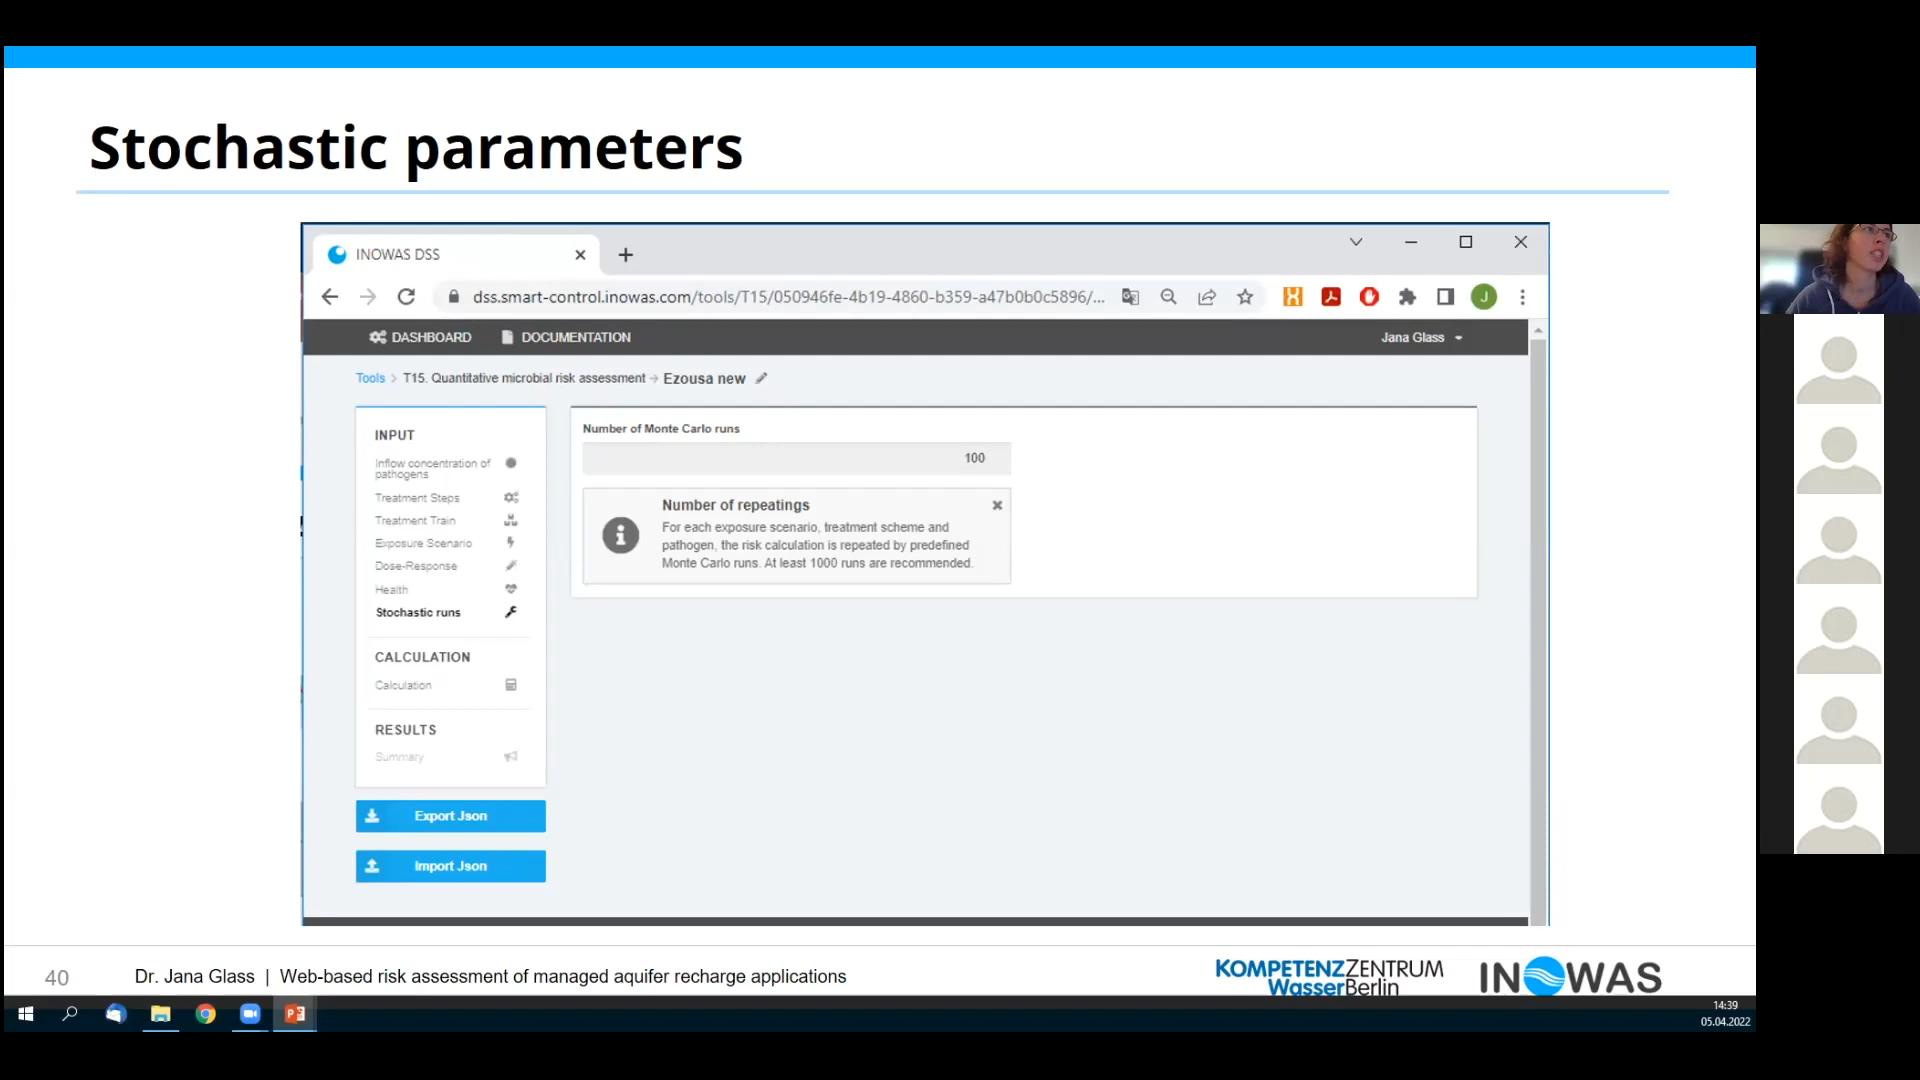 Stochastic parameters
INOWAS DSS
dss.smart-control.inowas.com/tools/T15/050946fe-4b19-4860-b359-a47b0b0c5896/...
J
DASHBOARD
DOCUMENTATION
Jana Glass
Tools > T15. Quantitative microbial risk assessment → Ezousa new
INPUT
Inflow concentration of
pathogens
Treatment Steps
Treatment Train
Exposure Scenario
Dose-Response
Health
Stochastic runs
CALCULATION
Calculation
RESULTS
Summary
Export Json
Import Json
Number of Monte Carlo runs
100
Number of repeatings
For each exposure scenario, treatment scheme and
pathogen, the risk calculation is repeated by predefined
Monte Carlo runs. At least 1000 runs are recommended.
40
Dr. Jana Glass | Web-based risk assessment of managed aquifer recharge applications
KOMPETENZZENTRUM
WasserBerlin
INOWAS
14:39
05.04.2022